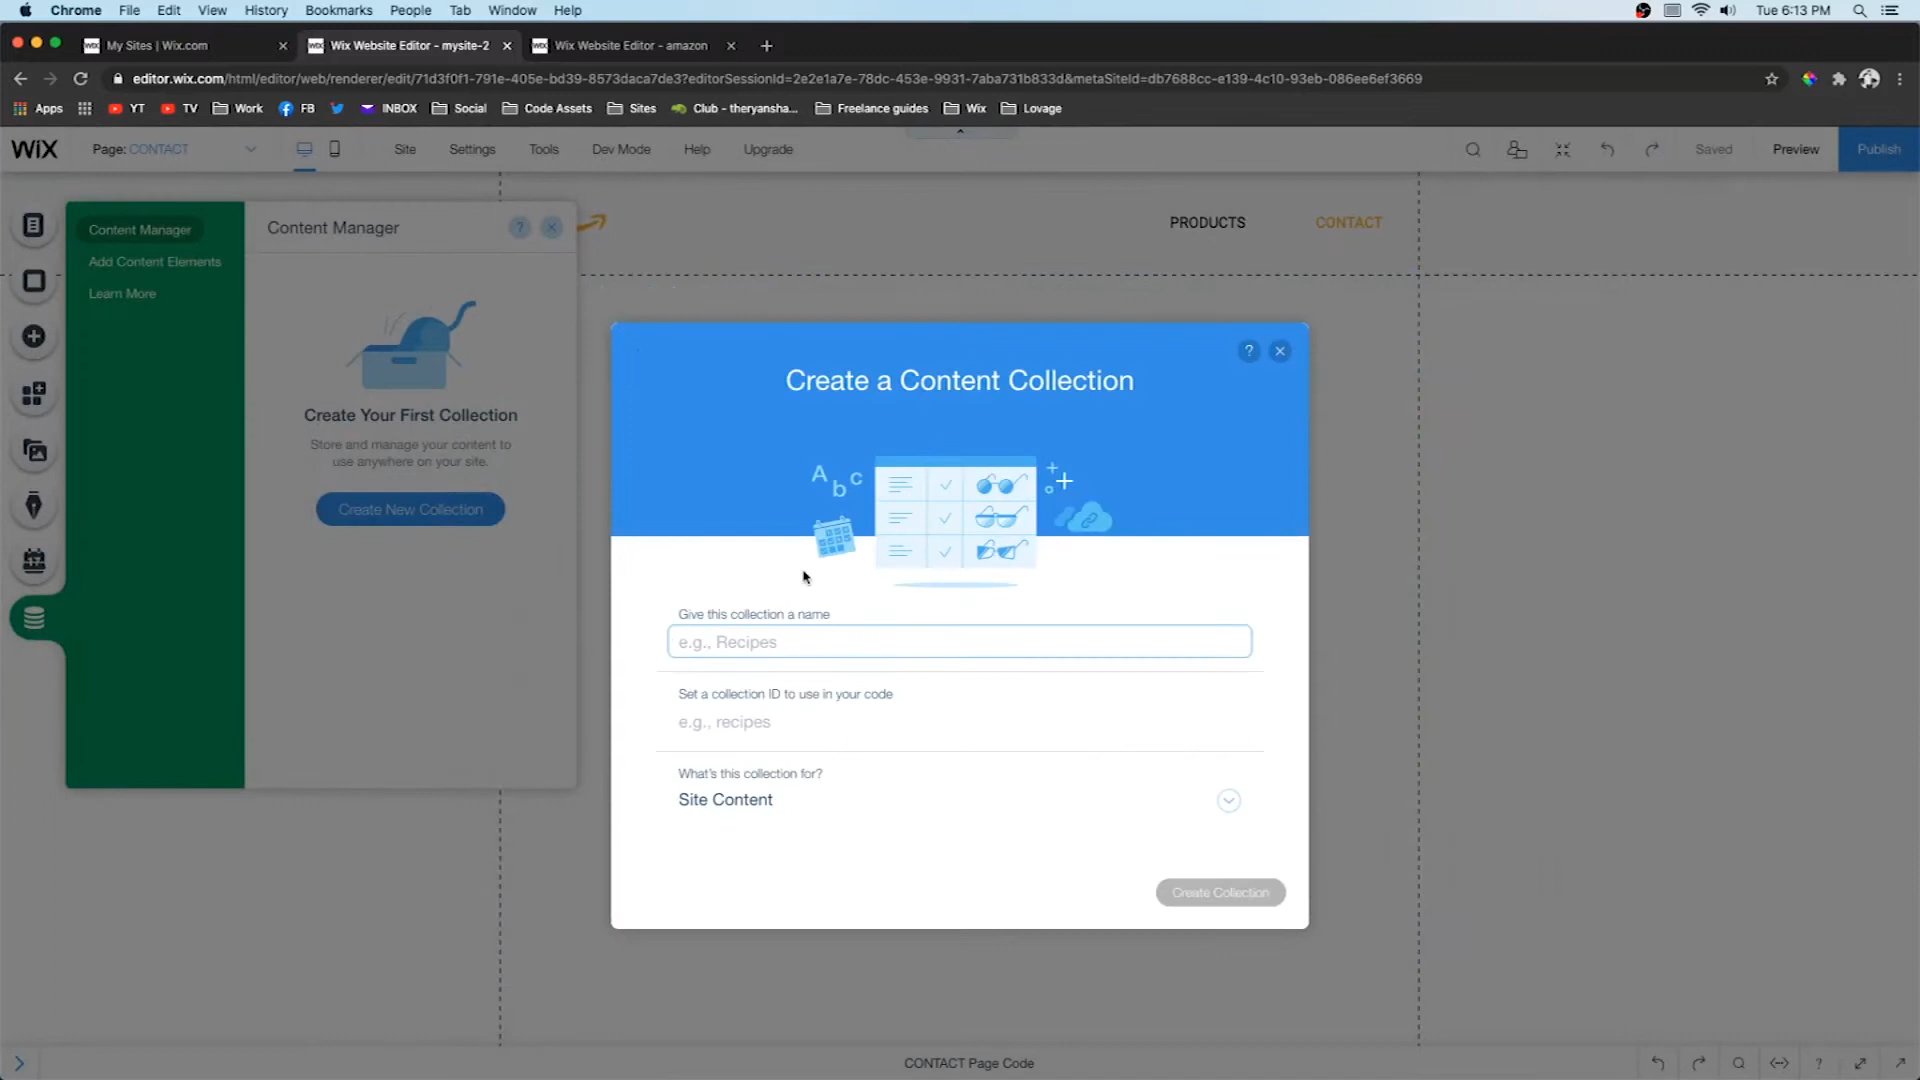 Chrome File Edit View History Bookmarks People Tab Window Help Tue 6:13 PM
WiX My Sites | Wix.com WiX Wix Website Editor - mysite-2 WiX Wix Website Editor - amazon
editor.wix.com/html/editor/web/renderer/edit/71d3f0f1-791e-405e-bd39-8573daca7de3?editorSessionId=2e2e1a7e-78dc-453e-9931-7aba731b833d&metaSiteId=db7688cc-e139-4c10-93eb-086ee6ef3669
Apps YT TV Work FB INBOX Social Code Assets Sites Club - theryansha... Freelance guides Wix Lovage
WiX Page: CONTACT Site Settings Tools Dev Mode Help Upgrade Saved Preview Publish
PRODUCTS CONTACT
Content Manager
Add Content Elements
Learn More
Content Manager ?
Create Your First Collection
Store and manage your content to
use anywhere on your site.
Create New Collection
17
?
Create a Content Collection
A b c
Give this collection a name
e.g., Recipes
Set a collection ID to use in your code
e.g., recipes
What's this collection for?
Site Content
Create Collection
CONTACT Page Code ?